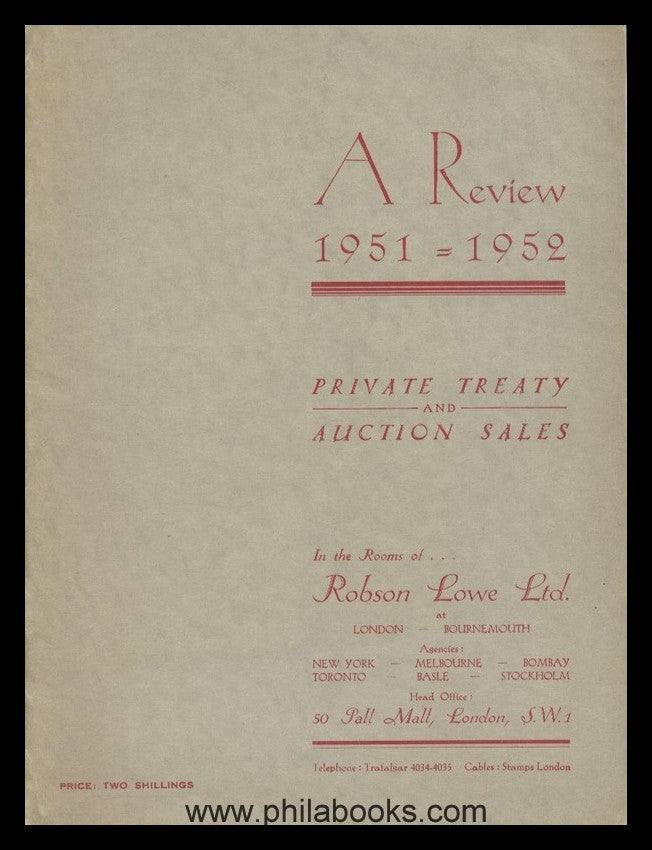 A Review
1951 = 1952
PRIVATE TREATY
AND
AUCTION SALES
In the Rooms of . . .
Robson Lowe Ltd.
at
LONDON — BOURNEMOUTH
Agencies:
NEW YORK — MELBOURNE — BOMBAY
TORONTO — BASLE — STOCKHOLM
Head Office:
50 Pall Mall, London, S.W.1
Telephone: Trafalgar 4034-4035 Cables: Stamps London
PRICE: TWO SHILLINGS
www.philabooks.com